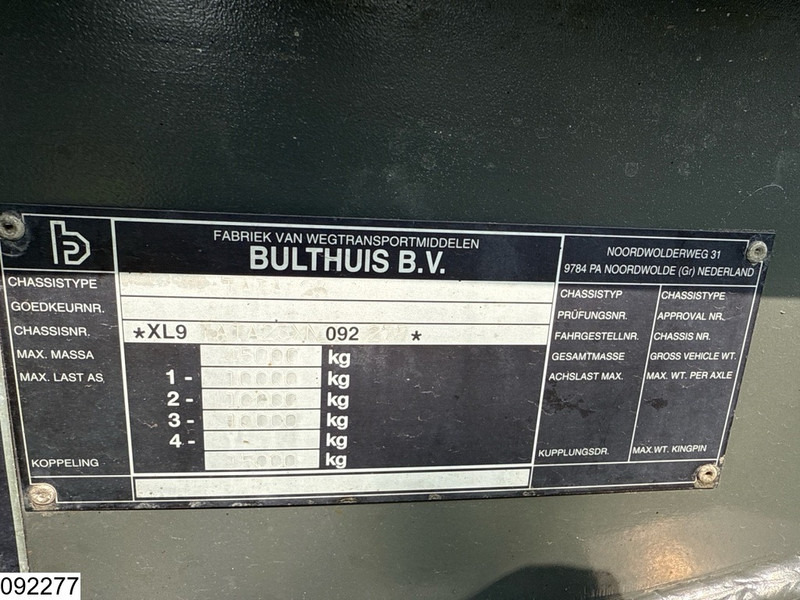 FABRIEK VAN WEGTRANSPORTMIDDELEN
BULTHUIS B.V.
NOORDWOLDERWEG 31
9784 PA NOORDWOLDE (Gr) NEDERLAND
CHASSISTYPE CHASSISTYP CHASSISTYPE
GOEDKEURNR. PRÜFUNGSNR. APPROVAL NR.
CHASSISNR. *XL9 092 * FAHRGESTELLNR. CHASSIS NR.
MAX. MASSA kg GESAMTMASSE GROSS VEHICLE WT.
MAX. LAST AS 1 - kg ACHSLAST MAX. MAX. WT. PER AXLE
2 - kg
3 - kg
4 - kg
KOPPELING kg KUPPLUNGSDR. MAX.WT. KINGPIN
092277